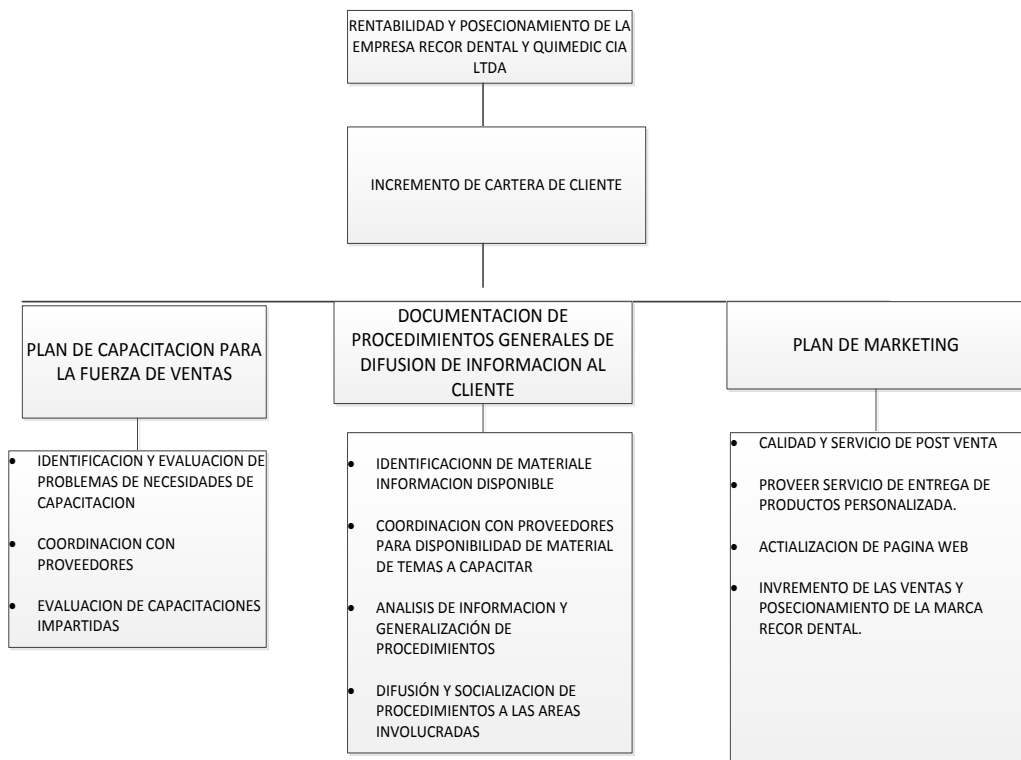 RENTABILIDAD Y POSECIONAMIENTO DE LA
EMPRESA RECOR DENTAL Y QUIMEDIC CIA
LTDA
INCREMENTO DE CARTERA DE CLIENTE
PLAN DE CAPACITACION PARA
LA FUERZA DE VENTAS
DOCUMENTACION DE
PROCEDIMIENTOS GENERALES DE
DIFUSION DE INFORMACION AL
CLIENTE
PLAN DE MARKETING
• IDENTIFICACION Y EVALUACION DE
PROBLEMAS DE NECESIDADES DE
CAPACITACION
• COORDINACION CON
PROVEEDORES
• EVALUACION DE CAPACITACIONES
IMPARTIDAS
• IDENTIFICACIONN DE MATERIALE
INFORMACION DISPONIBLE
• COORDINACION CON PROVEEDORES
PARA DISPONIBILIDAD DE MATERIAL
DE TEMAS A CAPACITAR
• ANALISIS DE INFORMACION Y
GENERALIZACIÓN DE
PROCEDIMIENTOS
• DIFUSIÓN Y SOCIALIZACION DE
PROCEDIMIENTOS A LAS AREAS
INVOLUCRADAS
• CALIDAD Y SERVICIO DE POST VENTA
• PROVEER SERVICIO DE ENTREGA DE
PRODUCTOS PERSONALIZADA.
• ACTIALIZACION DE PAGINA WEB
• INVREMENTO DE LAS VENTAS Y
POSECIONAMIENTO DE LA MARCA
RECOR DENTAL.